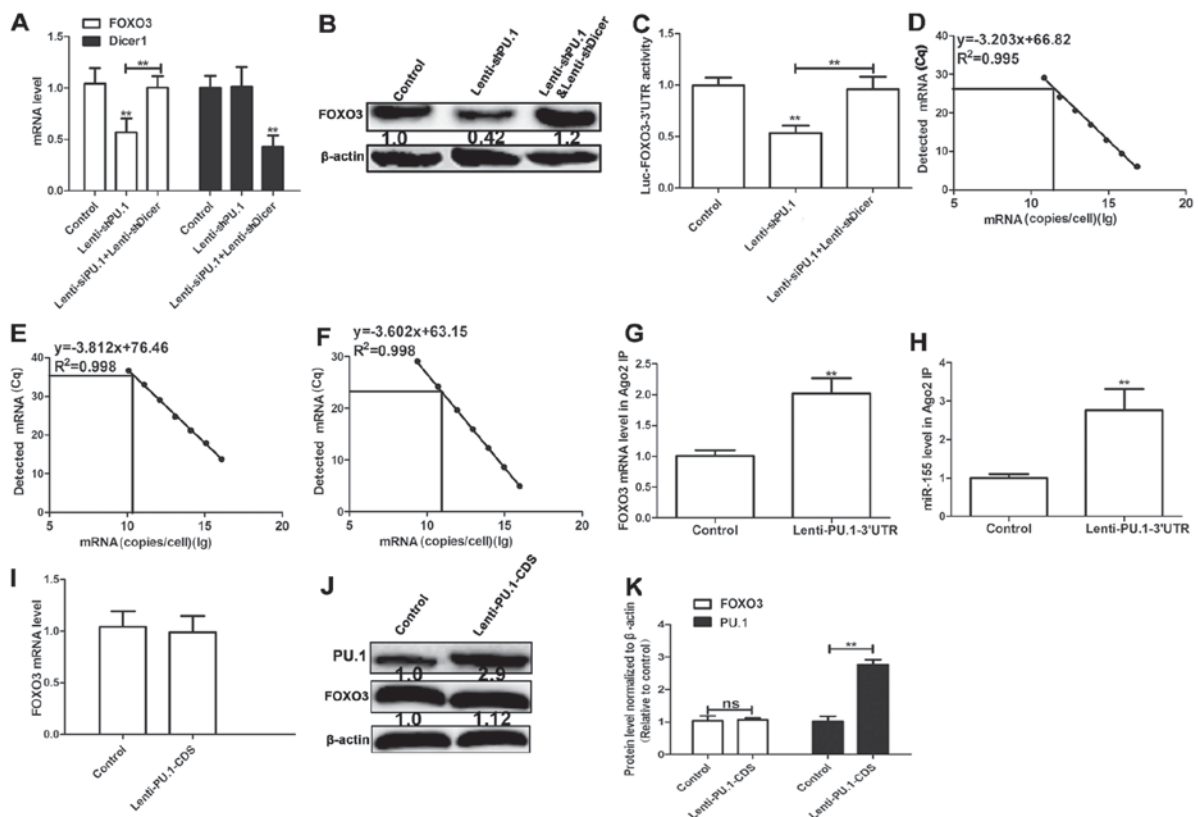 A
FOXO3
Dicer1
mRNA level
1.5
1.0
0.5
0.0
**
**
**
Control
Lenti-shPU.1
Lenti-siPU.1+Lenti-shDicer
Control
Lenti-shPU.1
Lenti-siPU.1+Lenti-shDicer
B
Control
Lenti-shPU.1
Lenti-shPU.1
&Lenti-shDicer
FOXO3
1.0 0.42 1.2
β-actin
C
Luc-FOXO3-3'UTR activity
1.5
1.0
0.5
0.0
**
**
Control
Lenti-shPU.1
Lenti-siPU.1+Lenti-shDicer
D
y=-3.203x+66.82
R²=0.995
Detected mRNA (Cq)
40
30
20
10
0
5 10 15 20
mRNA (copies/cell)(lg)
E
y=-3.812x+76.46
R²=0.998
Detected mRNA (Cq)
40
30
20
10
0
5 10 15 20
mRNA (copies/cell)(lg)
F
y=-3.602x+63.15
R²=0.998
Detected mRNA (Cq)
30
20
10
0
5 10 15 20
mRNA (copies/cell)(lg)
G
FOXO3 mRNA level in Ago2 IP
2.5
2.0
1.5
1.0
0.5
0.0
**
Control Lenti-PU.1-3'UTR
H
miR-155 level in Ago2 IP
4
3
2
1
0
**
Control Lenti-PU.1-3'UTR
I
FOXO3 mRNA level
1.5
1.0
0.5
0.0
Control
Lenti-PU.1-CDS
J
Control
Lenti-PU.1-CDS
PU.1
1.0 2.9
FOXO3
1.0 1.12
β-actin
K
FOXO3
PU.1
Protein level normalized to β-actin
(Relative to control)
4
3
2
1
0
ns
**
Control
Lenti-PU.1-CDS
Control
Lenti-PU.1-CDS